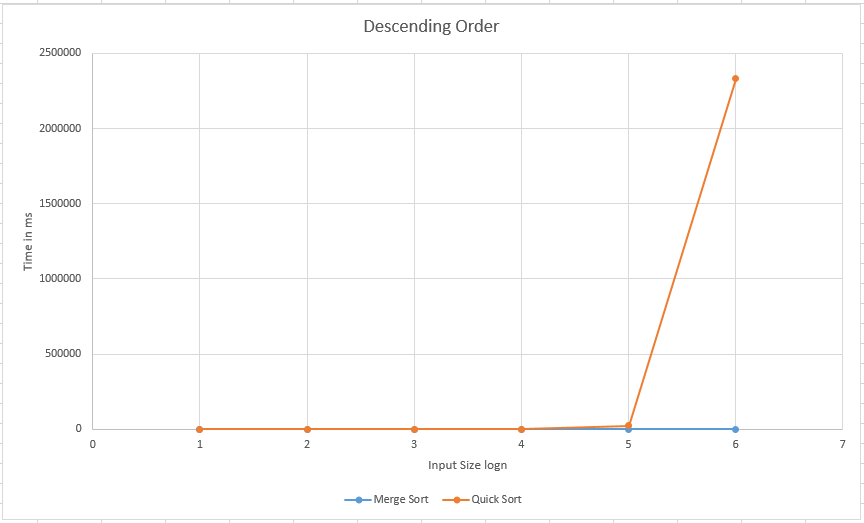 Descending Order
2500000
2000000
1500000
1000000
500000
0
Time in ms
0 1 2 3 4 5 6 7
Input Size logn
Merge Sort Quick Sort